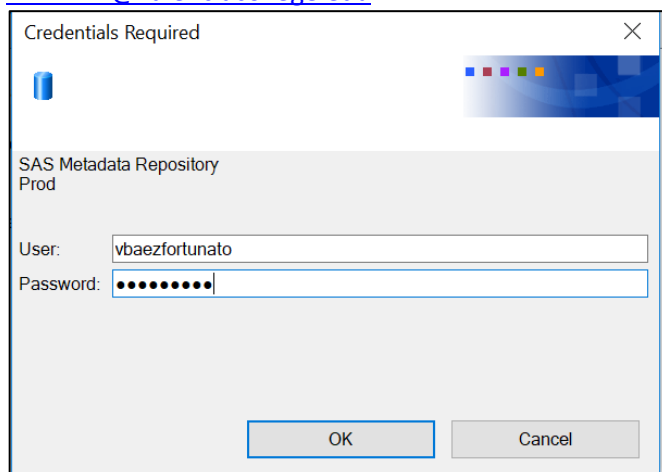 Credentials Required
SAS Metadata Repository
Prod
User: vbaezfortunato
Password: ●●●●●●●●●
OK Cancel